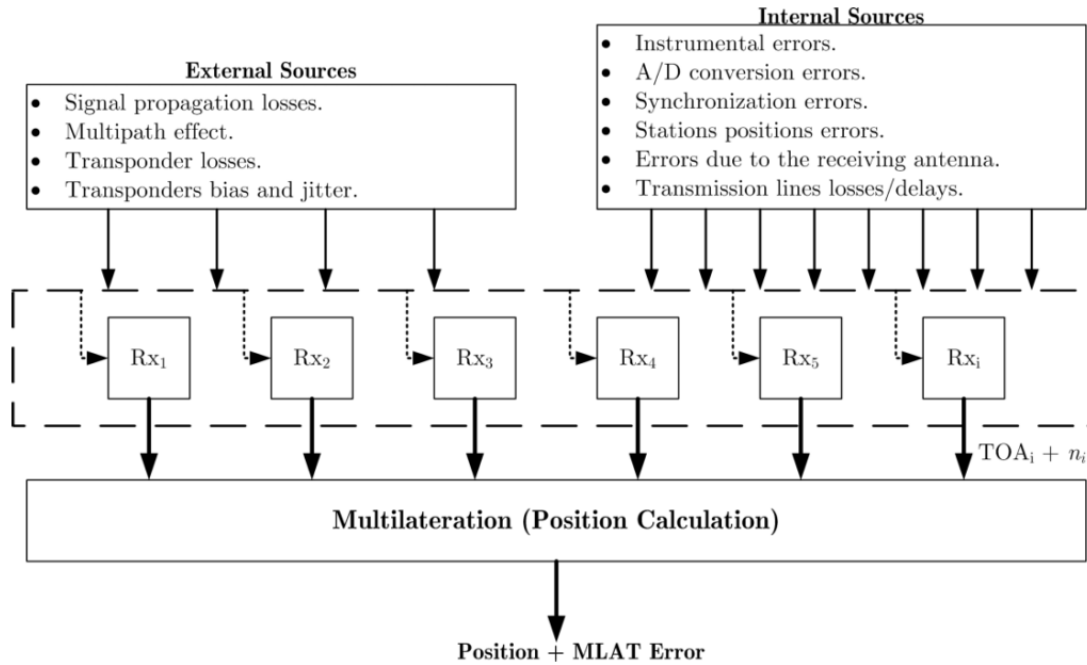 External Sources
• Signal propagation losses.
• Multipath effect.
• Transponder losses.
• Transponders bias and jitter.
Internal Sources
• Instrumental errors.
• A/D conversion errors.
• Synchronization errors.
• Stations positions errors.
• Errors due to the receiving antenna.
• Transmission lines losses/delays.
Rx₁ Rx₂ Rx₃ Rx₄ Rx₅ Rxᵢ
TOAᵢ + nᵢ
Multilateration (Position Calculation)
Position + MLAT Error